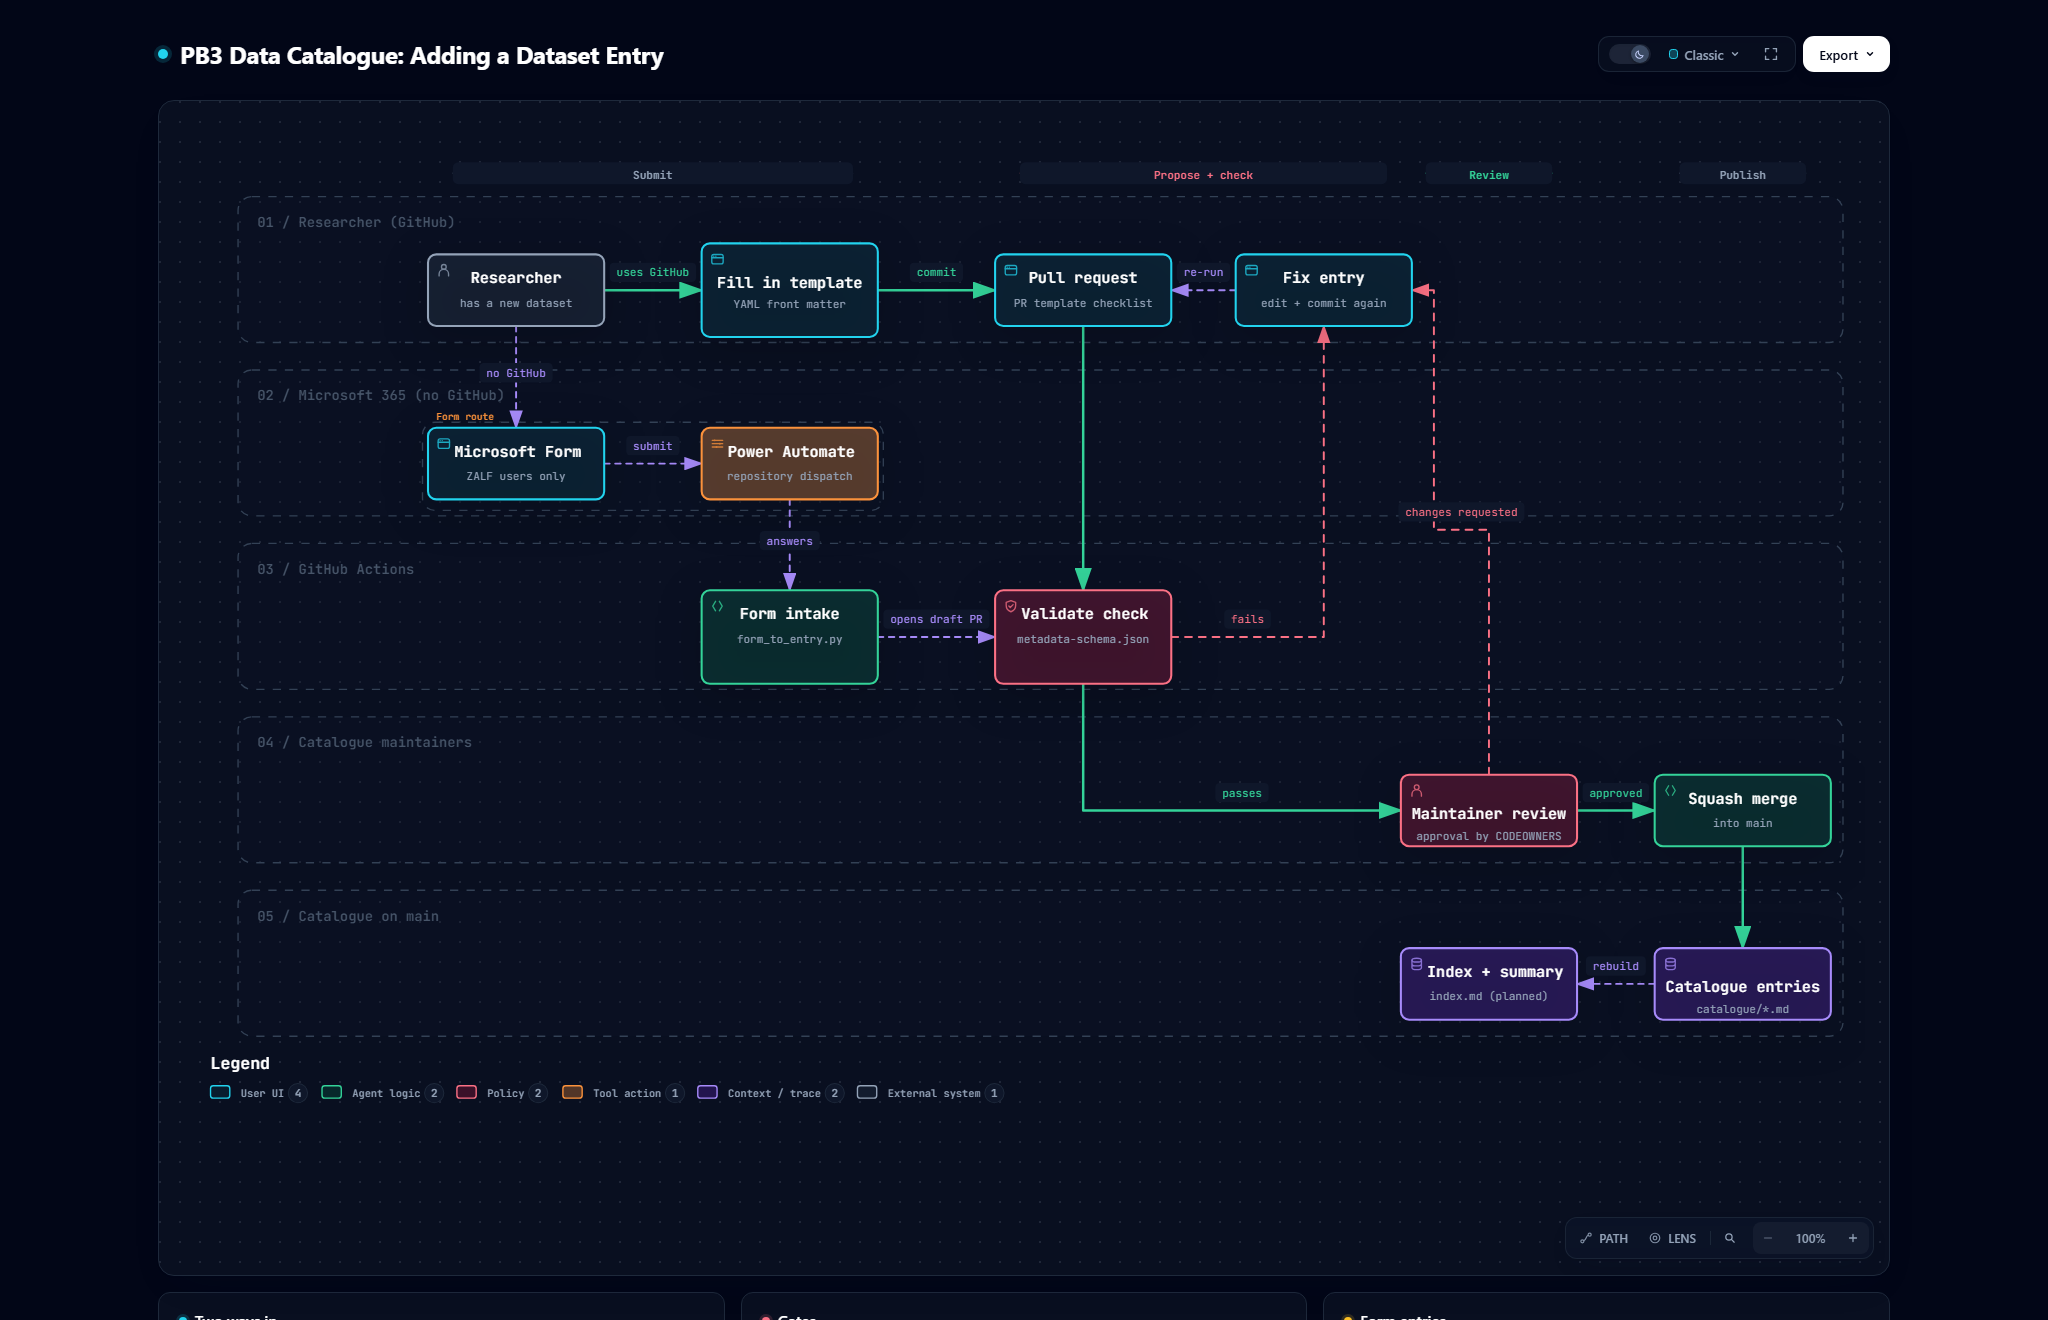 PB3 Data Catalogue: Adding a Dataset Entry
Classic
Export
Submit
Propose + check
Review
Publish
01 / Researcher (GitHub)
Researcher
has a new dataset
uses GitHub
Fill in template
YAML front matter
commit
Pull request
PR template checklist
re-run
Fix entry
edit + commit again
no GitHub
02 / Microsoft 365 (no GitHub)
Form route
Microsoft Form
ZALF users only
submit
Power Automate
repository dispatch
changes requested
answers
03 / GitHub Actions
Form intake
form_to_entry.py
opens draft PR
Validate check
metadata-schema.json
fails
04 / Catalogue maintainers
passes
Maintainer review
approval by CODEOWNERS
approved
Squash merge
into main
05 / Catalogue on main
Index + summary
index.md (planned)
rebuild
Catalogue entries
catalogue/*.md
Legend
User UI 4
Agent logic 2
Policy 2
Tool action 1
Context / trace 2
External system 1
PATH
LENS
100%
Two ways in
Gates
Form entries